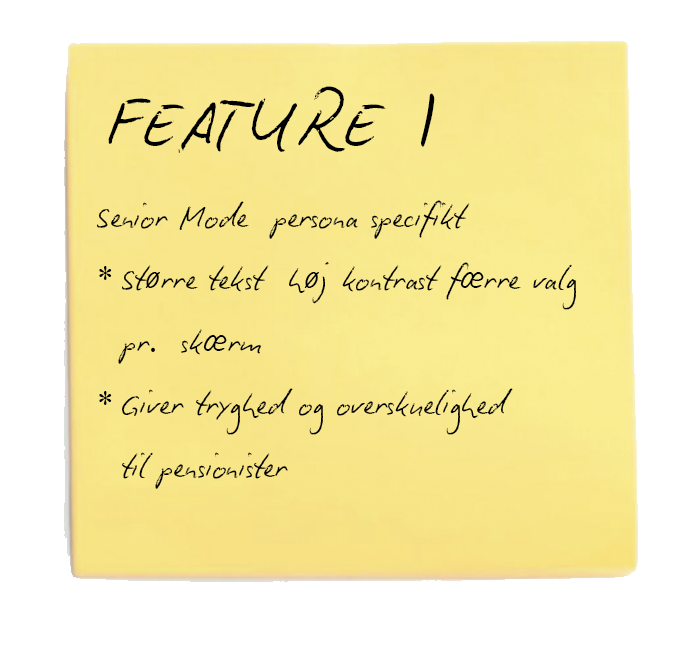 FEATURE 1
Senior Mode persona specifikt
* Større tekst høj kontrast færre valg
pr. skærm
* Giver tryghed og overskuelighed
til pensionister